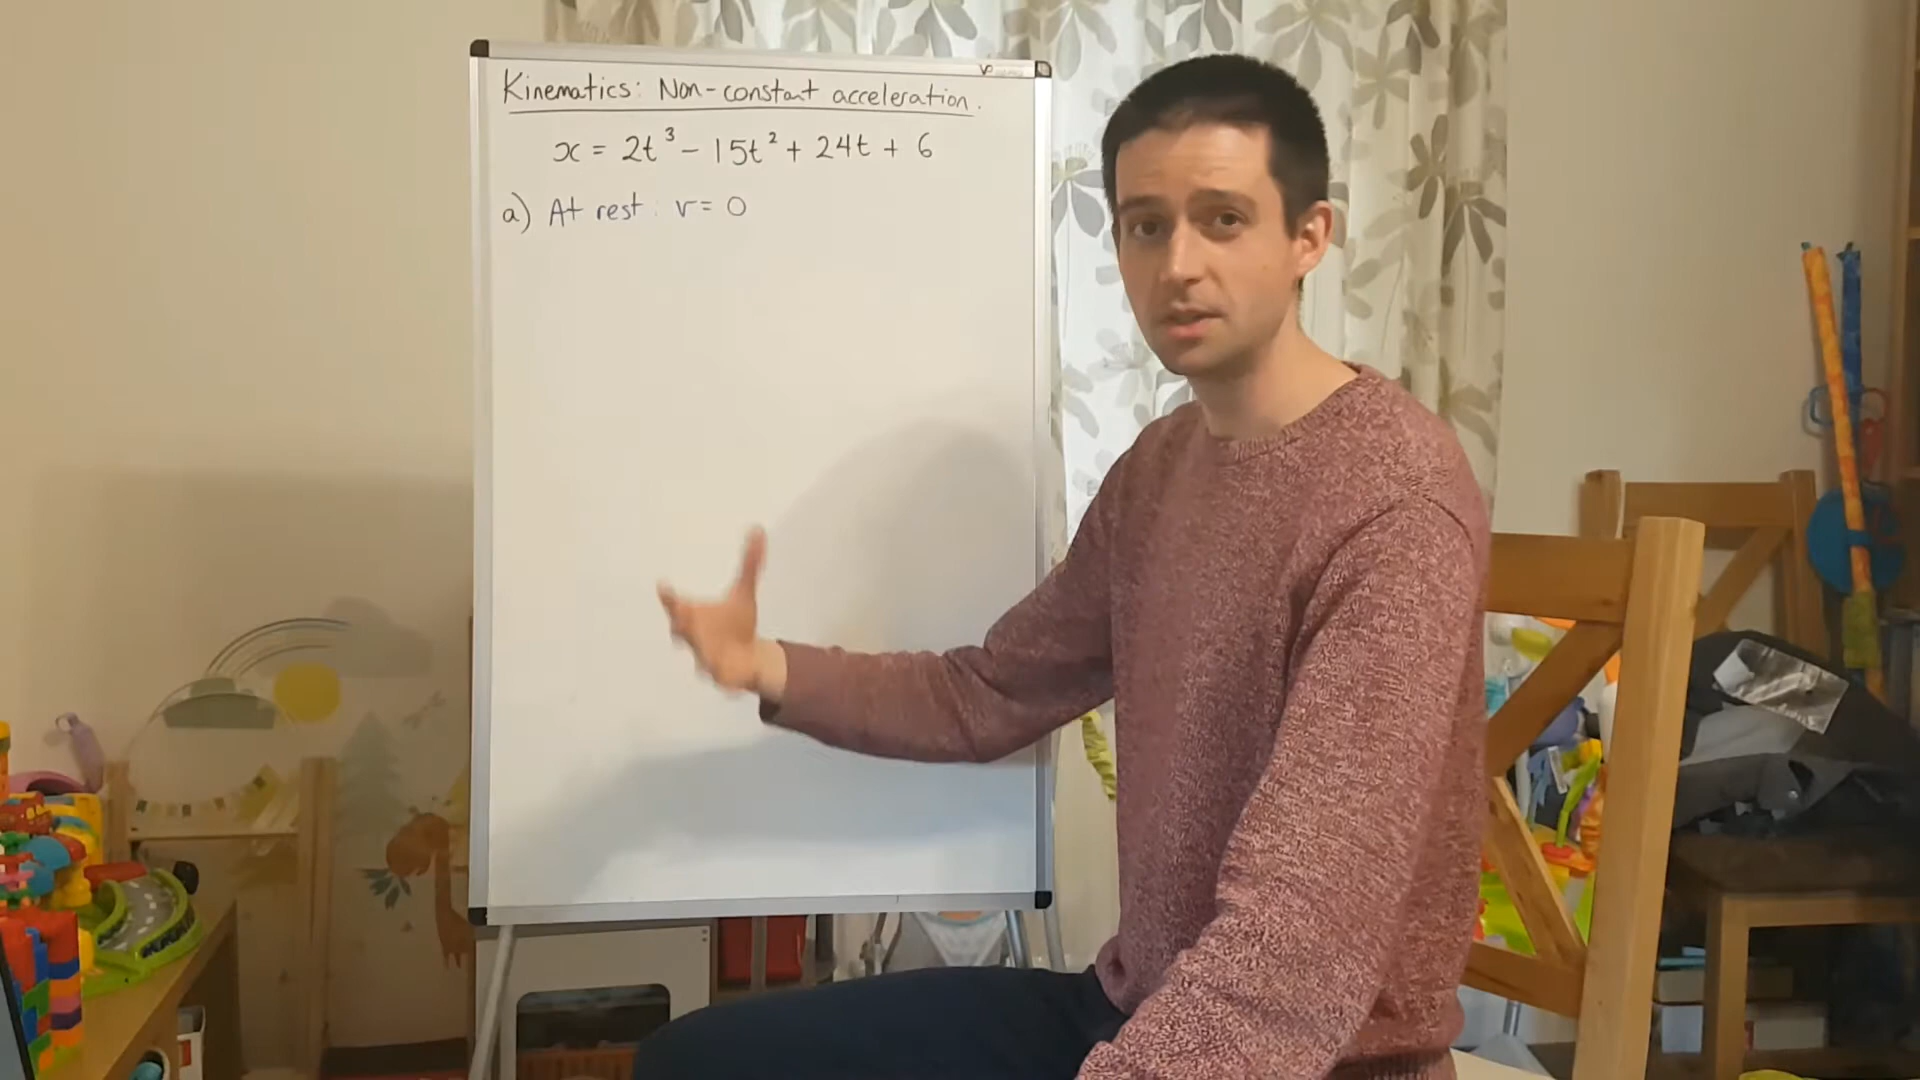 Kinematics: Non-constant acceleration.
x = 2t³ - 15t² + 24t + 6
a) At rest : v = 0